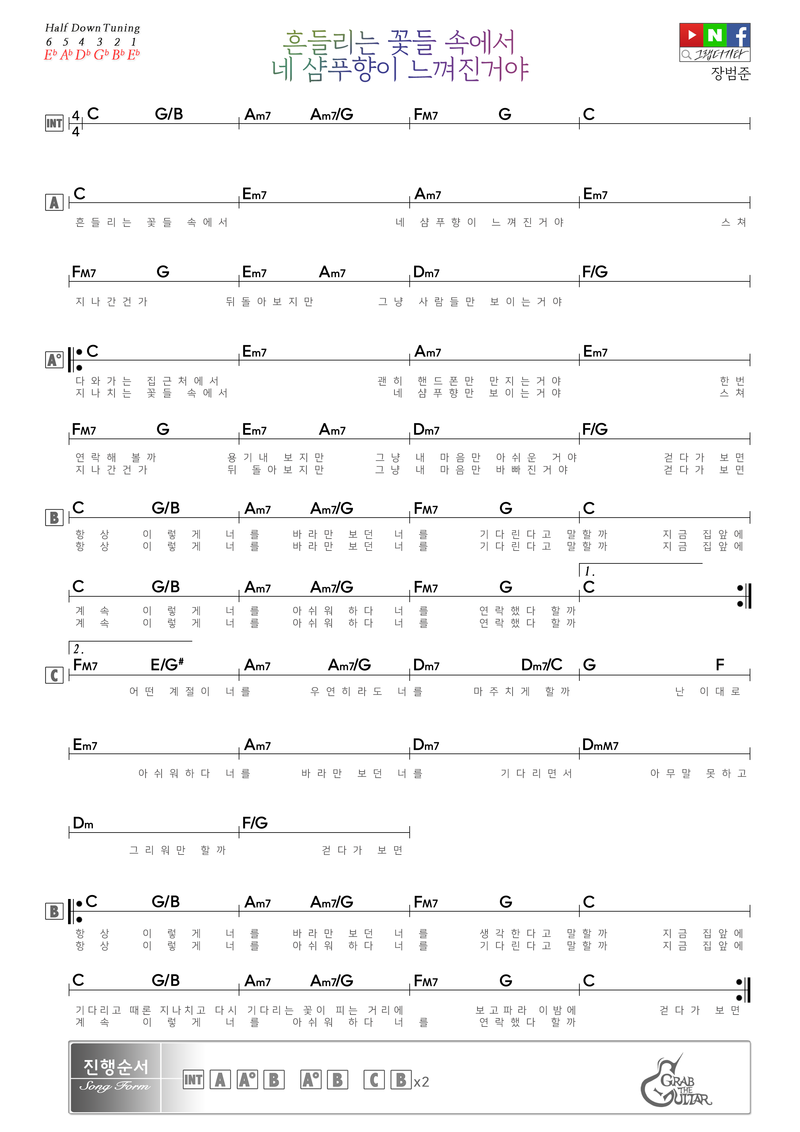 Half Down Tuning
6 5 4 3 2 1
E♭ A♭ D♭ G♭ B♭ E♭
흔들리는 꽃들 속에서
네 샴푸향이 느껴진거야
N f
그랩더기타
장범준
INT 4/4 C G/B Am7 Am7/G FM7 G C
A C Em7 Am7 Em7
흔들리는 꽃들 속에서 네 샴푸향이 느껴진거야 스쳐
FM7 G Em7 Am7 Dm7 F/G
지나간건가 뒤돌아보지만 그냥 사람들만 보이는거야
A° C Em7 Am7 Em7
다와가는 집근처에서 괜히 핸드폰만 만지는거야 한번
지나치는 꽃들 속에서 네 샴푸향만 보이는거야 스쳐
FM7 G Em7 Am7 Dm7 F/G
연락해 볼까 용기내 보지만 그냥 내 마음만 아쉬운 거야 걷다가 보면
지나간건가 뒤 돌아보지만 그냥 내 마음만 바빠진거야 걷다가 보면
B C G/B Am7 Am7/G FM7 G C
항상 이렇게 너를 바라만 보던 너를 기다린다고 말할까 지금 집앞에
항상 이렇게 너를 바라만 보던 너를 기다린다고 말할까 지금 집앞에
1.
C G/B Am7 Am7/G FM7 G C
계속 이렇게 너를 아쉬워 하다 너를 연락했다 할까
계속 이렇게 너를 아쉬워 하다 너를 연락했다 할까
2.
C FM7 E/G# Am7 Am7/G Dm7 Dm7/C G F
어떤 계절이 너를 우연히라도 너를 마주치게 할까 난 이대로
Em7 Am7 Dm7 DmM7
아쉬워하다 너를 바라만 보던 너를 기다리면서 아무말 못하고
Dm F/G
그리워만 할까 걷다가 보면
B C G/B Am7 Am7/G FM7 G C
항상 이렇게 너를 바라만 보던 너를 생각한다고 말할까 지금 집앞에
항상 이렇게 너를 아쉬워 하다 너를 기다린다고 말할까 지금 집앞에
C G/B Am7 Am7/G FM7 G C
기다리고 때론 지나치고 다시 기다리는 꽃이 피는 거리에 보고파라 이밤에 걷다가 보면
계속 이렇게 너를 아쉬워 하다 너를 연락했다 할까
진행순서
Song Form
INT A A° B A° B C B x2
GRAB THE GUITAR